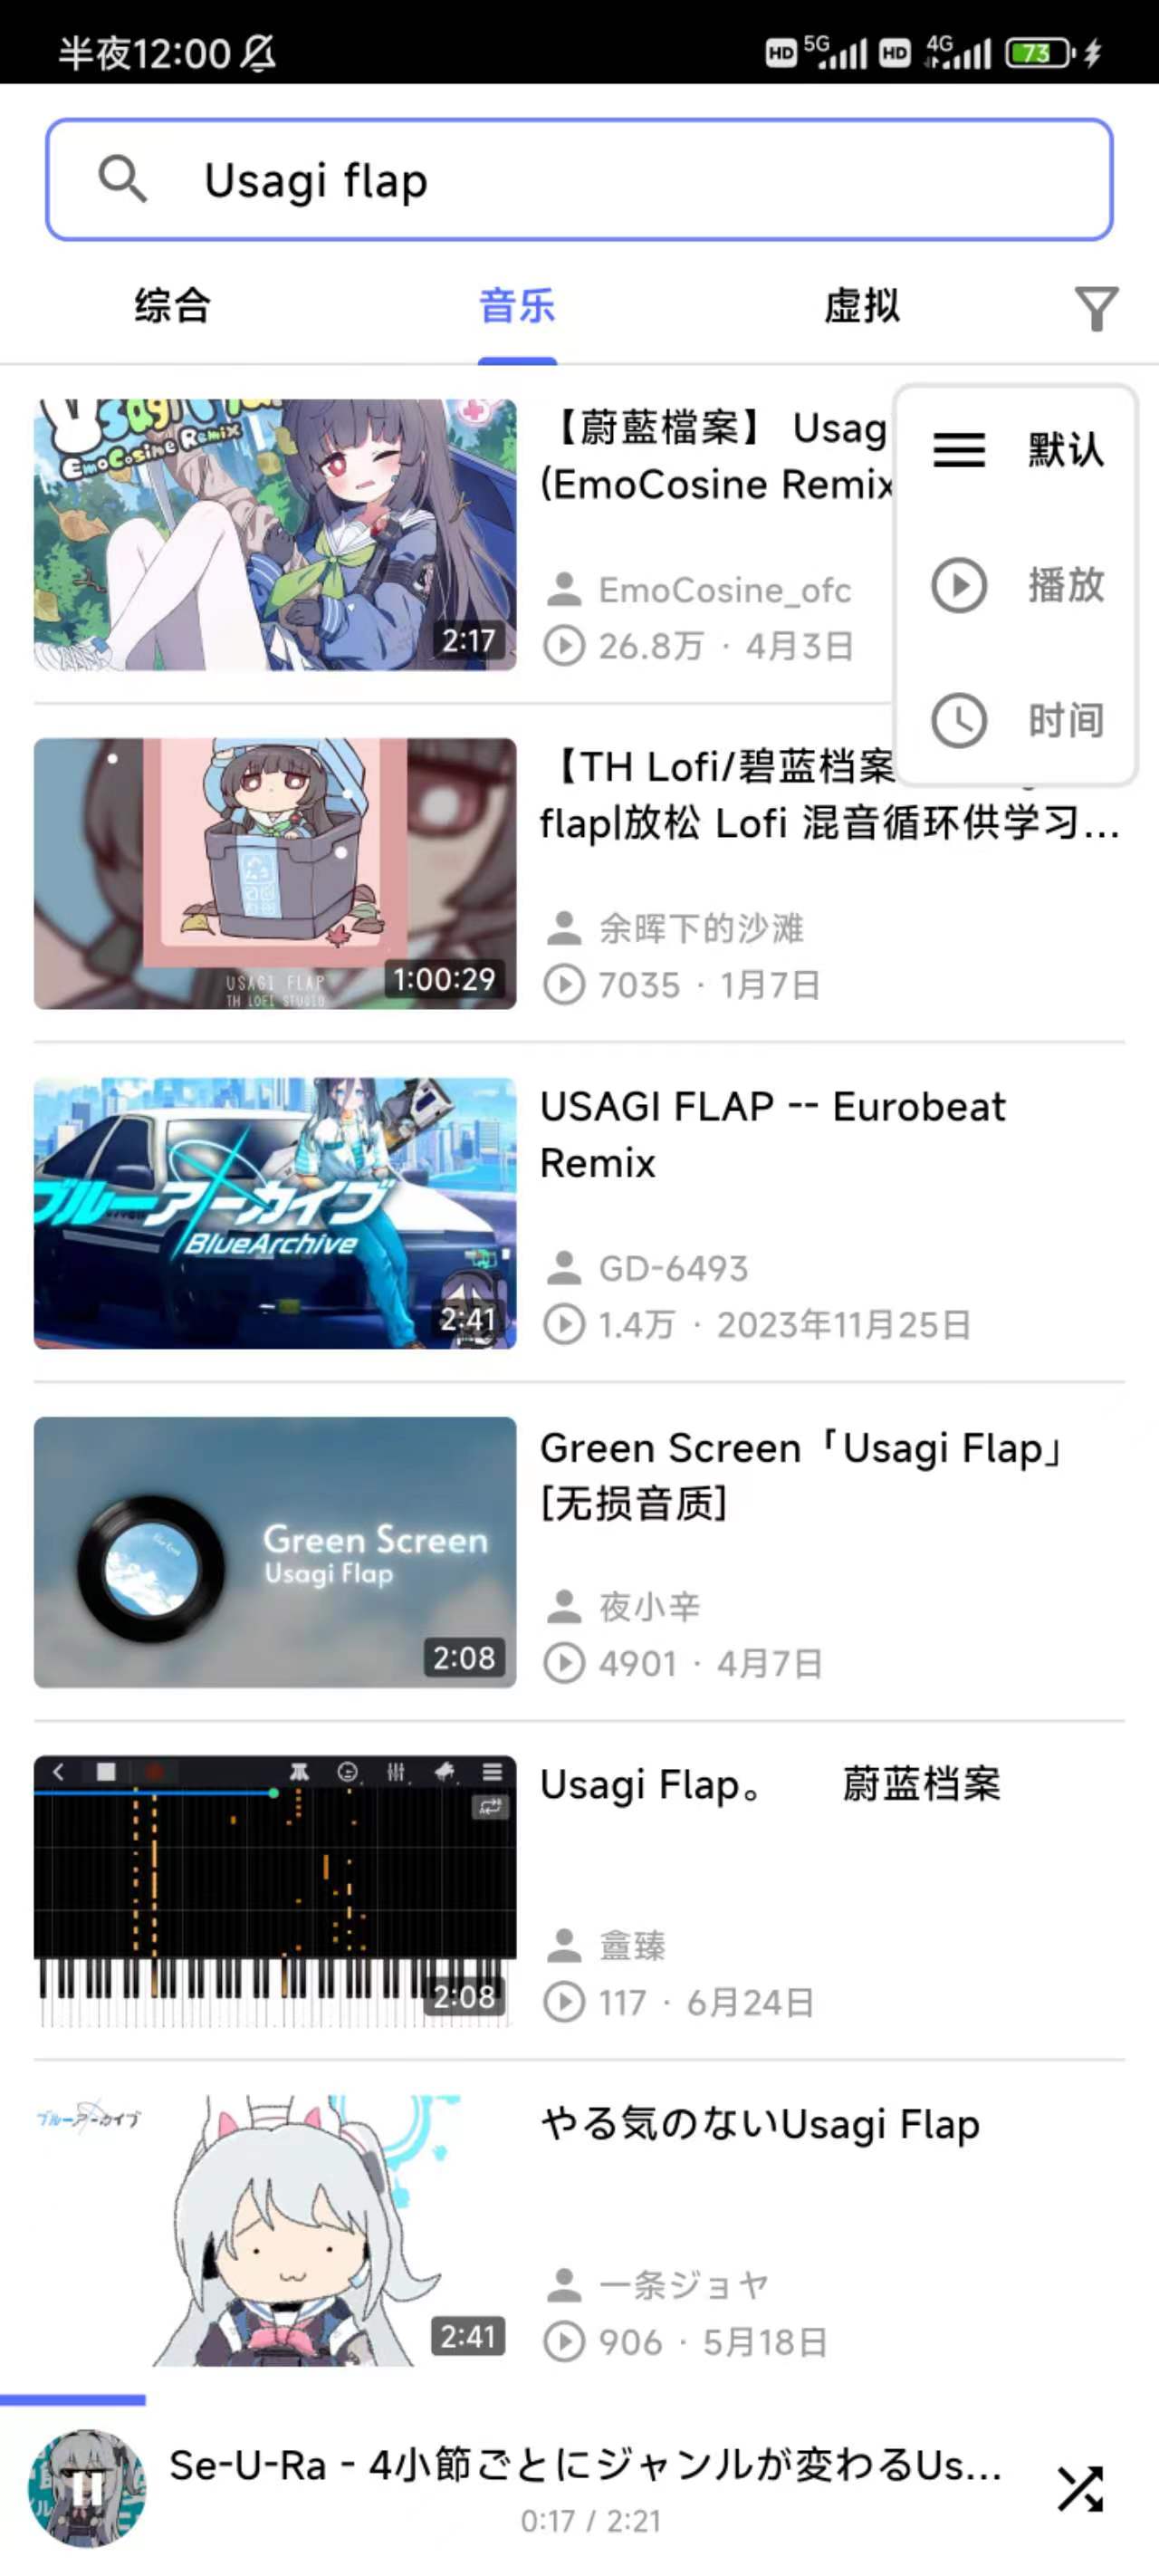 半夜12:00
HD 5G HD 4G 73
Usagi flap
综合 音乐 虚拟
默认
播放
时间
Usagi Flap
EmoCosine Remix
2:17
【蔚藍檔案】 Usag
(EmoCosine Remix
EmoCosine_ofc
26.8万 · 4月3日
USAGI FLAP
TH LOFI STUDIO
1:00:29
【TH Lofi/碧蓝档案
flap|放松 Lofi 混音循环供学习...
余晖下的沙滩
7035 · 1月7日
ブルーアーカイブ
BlueArchive
2:41
USAGI FLAP -- Eurobeat
Remix
GD-6493
1.4万 · 2023年11月25日
Green Screen
Usagi Flap
2:08
Green Screen「Usagi Flap」
[无损音质]
夜小辛
4901 · 4月7日
2:08
Usagi Flap。 蔚蓝档案
盦臻
117 · 6月24日
ブルーアーカイブ
2:41
やる気のないUsagi Flap
一条ジョヤ
906 · 5月18日
Se-U-Ra - 4小節ごとにジャンルが変わるUs...
0:17 / 2:21